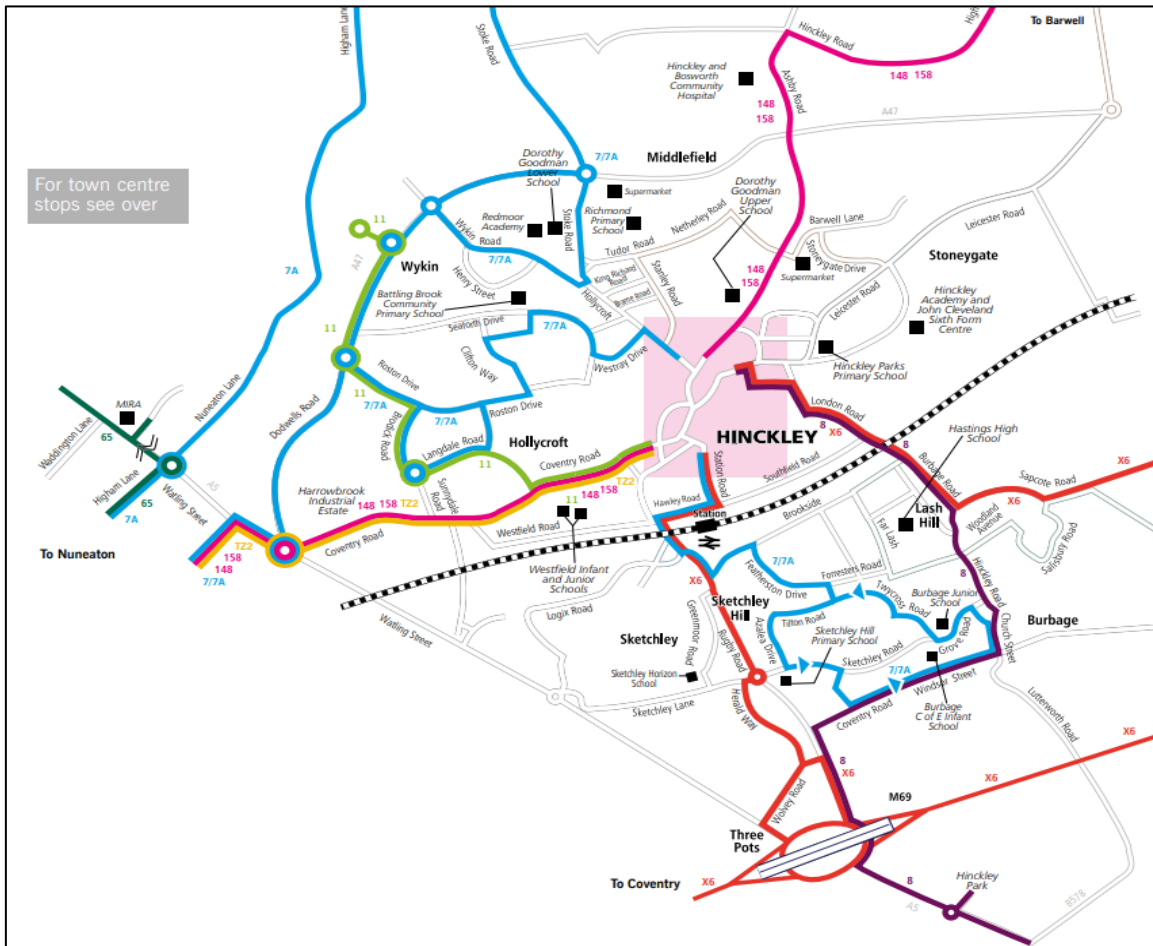 Higham Lane
Stoke Road
High
To Barwell
Hinckley Road
148 158
Hinckley and
Bosworth
Community
Hospital
Ashby Road
148
158
A47
For town centre
stops see over
7/7A
Middlefield
Dorothy
Goodman
Lower
School
Supermarket
Dorothy
Goodman
Upper
School
Redmoor
Academy
Richmond
Primary
School
Stoke Road
Netherley Road
Barwell Lane
Leicester Road
11
Wykin
Road
7/7A
Tudor Road
Stoneygate Drive
Stoneygate
A47
Wykin
7A
Henry Street
King Richard
Road
Stanley Road
148
158
Supermarket
Hinckley
Academy and
John Cleveland
Sixth Form
Centre
Battling Brook
Community
Primary School
Hollycroft
Brame Road
Leicester Road
Seaforth Drive
7/7A
11
Clifton Way
Westray Drive
Hinckley Parks
Primary School
Roston Drive
11
7/7A
7/7A
Roston Drive
London Road
MIRA
Nuneaton Lane
Dodwells Road
Brodick Road
8
X6
65
Waddington Lane
Langdale Road
Hollycroft
HINCKLEY
8
Hastings High
School
11
Coventry Road
Station Road
Southfield Road
Burbage Road
X6
Sapcote Road
Higham Lane
65
7A
A5
Watling Street
Harrowbrook
Industrial
Estate
148 158 TZ2
Sunnydale
Road
11
148 158
TZ2
Hawley Road
Station
Brookside
Lash
Hill
X6
Woodland
Avenue
Westfield Road
Far Lash
Salisbury Road
To Nuneaton
TZ2
158
148
7/7A
Coventry Road
Westfield Infant
and Junior
Schools
7/7A
Featherston Drive
Forresters Road
8
Hinckley Road
X6
Logix Road
Twycross
Road
Burbage Junior
School
Watling Street
Greenmoor Road
Sketchley
Hill
Tilton Road
Grove Road
Church Street
Burbage
Sketchley
Azalea Drive
Sketchley Hill
Primary School
Rugby Road
Sketchley Road
7/7A
Sketchley Horizon
School
Windsor Street
Sketchley Lane
Herald Way
Coventry Road
Burbage
C of E Infant
School
Lutterworth Road
8
X6
X6
X6
Wolvey Road
M69
Three
Pots
To Coventry
X6
8
Hinckley
Park
A5
B578